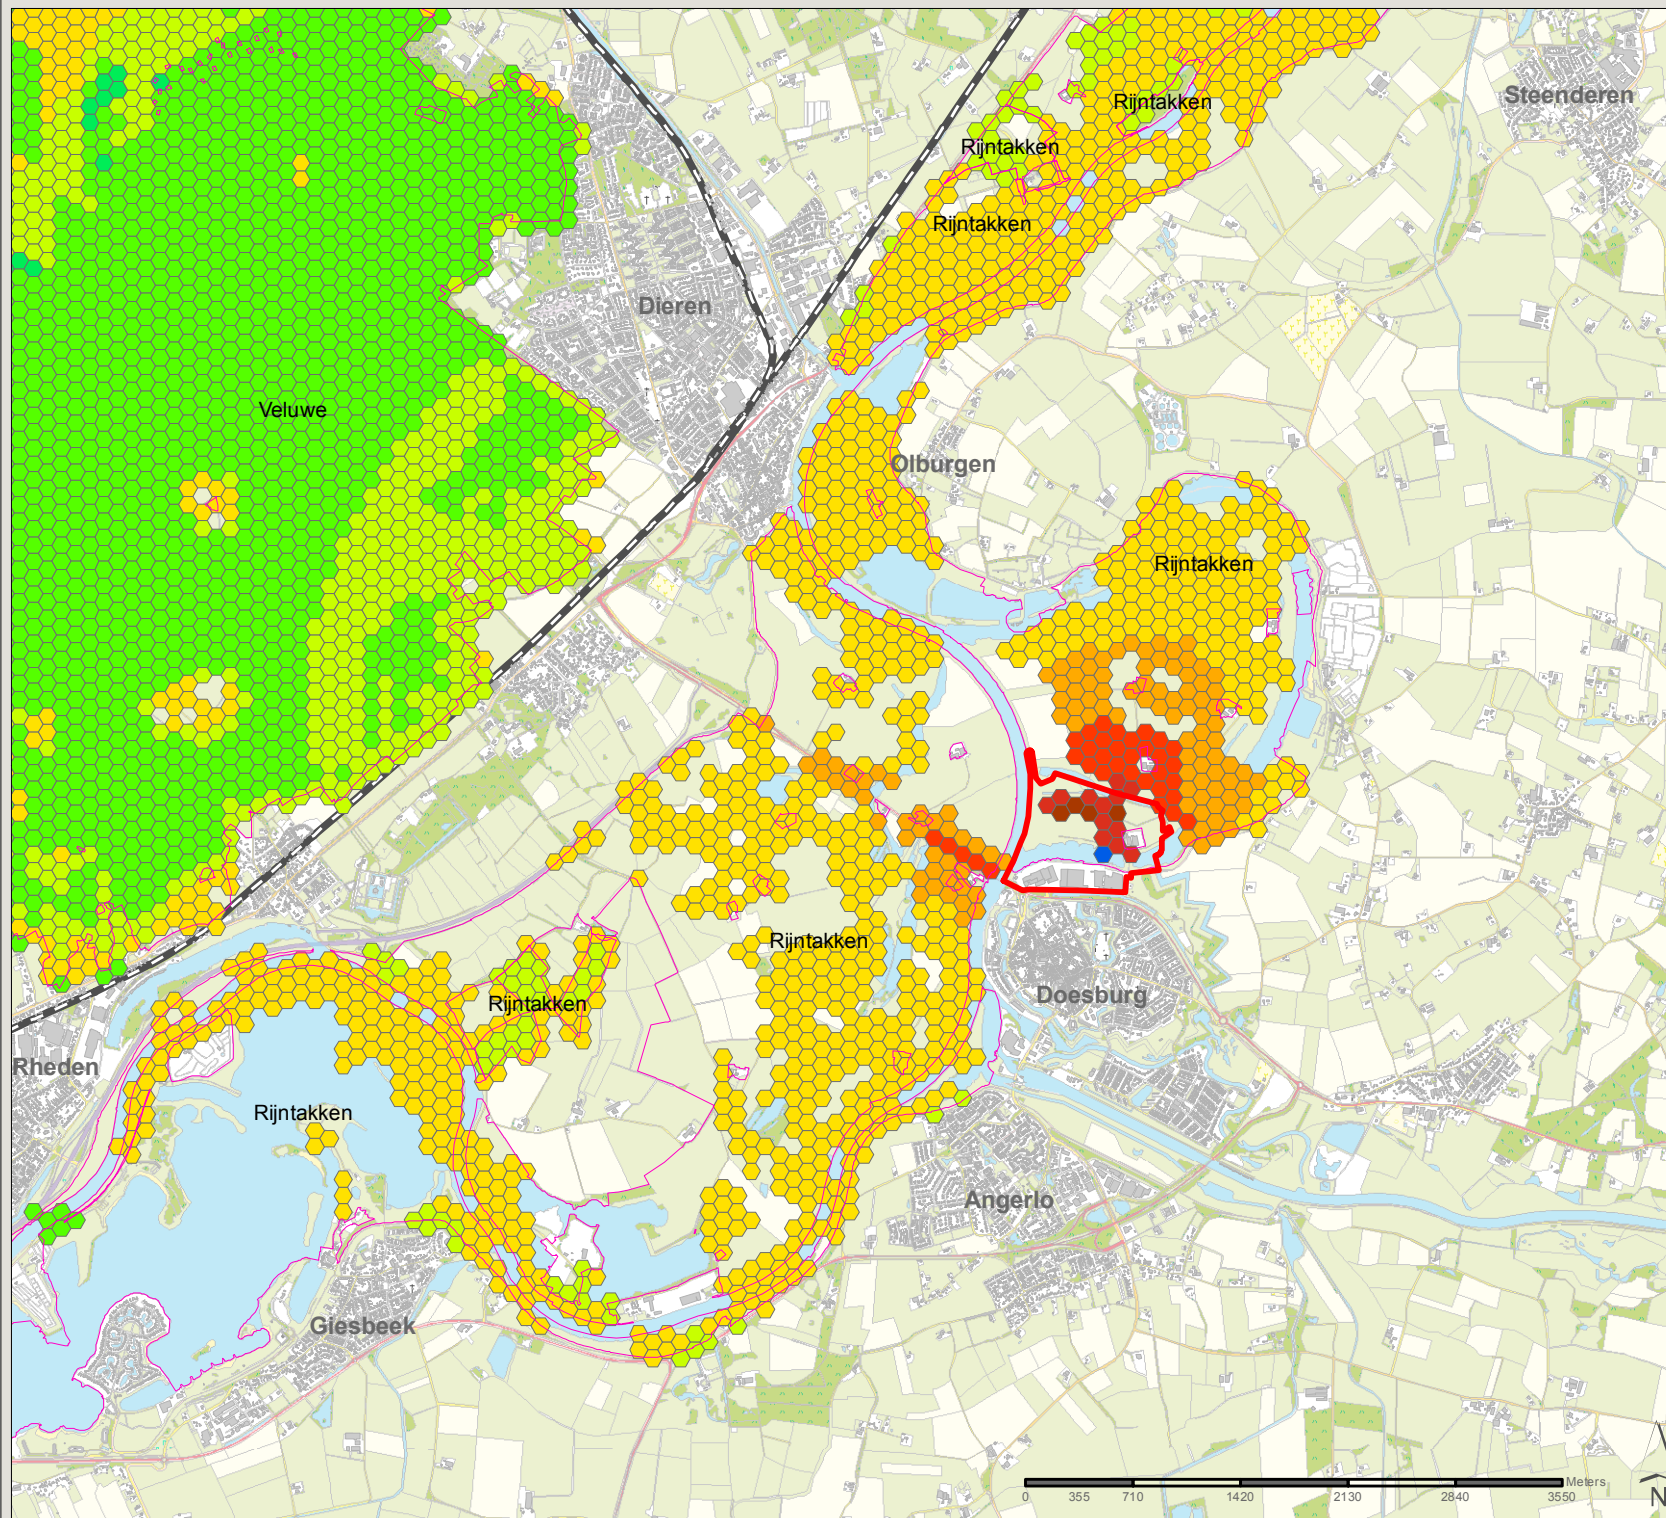 Steenderen
Rijntakken
Rijntakken
Rijntakken
Dieren
Veluwe
Olburgen
Rijntakken
Rijntakken
Doesburg
Rijntakken
Rheden
Rijntakken
Angerlo
Giesbeek
Meters
0 355 710 1420 2130 2840 3550
N